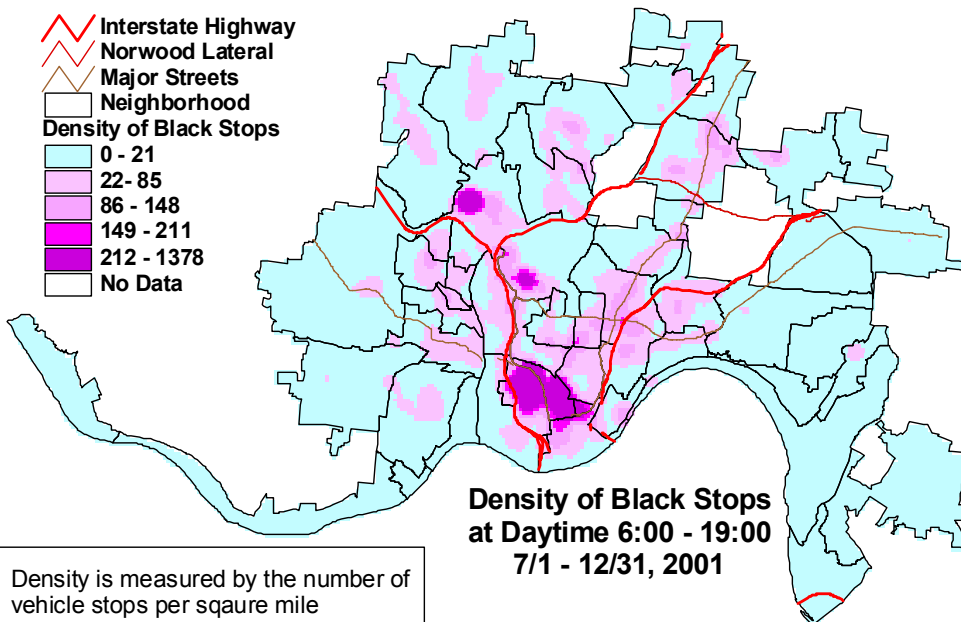 Interstate Highway
Norwood Lateral
Major Streets
Neighborhood
Density of Black Stops
0 - 21
22- 85
86 - 148
149 - 211
212 - 1378
No Data
Density of Black Stops
at Daytime 6:00 - 19:00
7/1 - 12/31, 2001
Density is measured by the number of
vehicle stops per sqaure mile